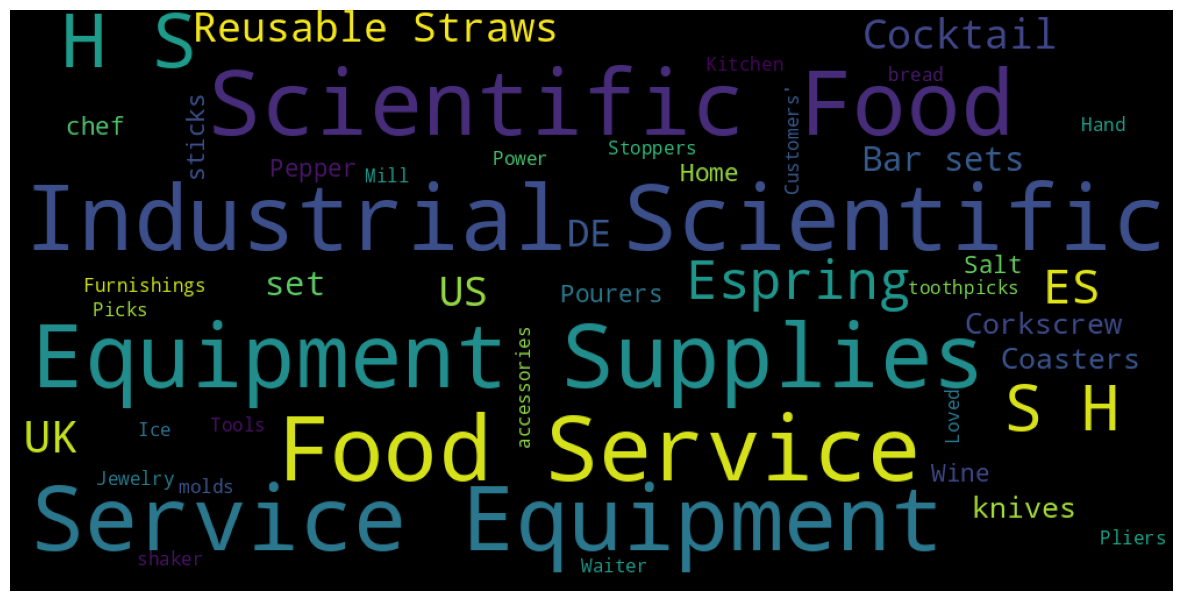 H S
Reusable Straws
Cocktail
Scientific Food
Kitchen
bread
chef
sticks
Customers'
Hand
Pepper
Mill
Power
Stoppers
Home
Bar sets
Industrial
DE
Scientific
Furnishings
Picks
set
US
Pourers
Espring
Salt
toothpicks
ES
Equipment Supplies
accessories
Corkscrew
Coasters
S H
UK
Ice
Tools
Food Service
Loved
Wine
Jewelry
molds
Service Equipment
knives
shaker
Waiter
Pliers